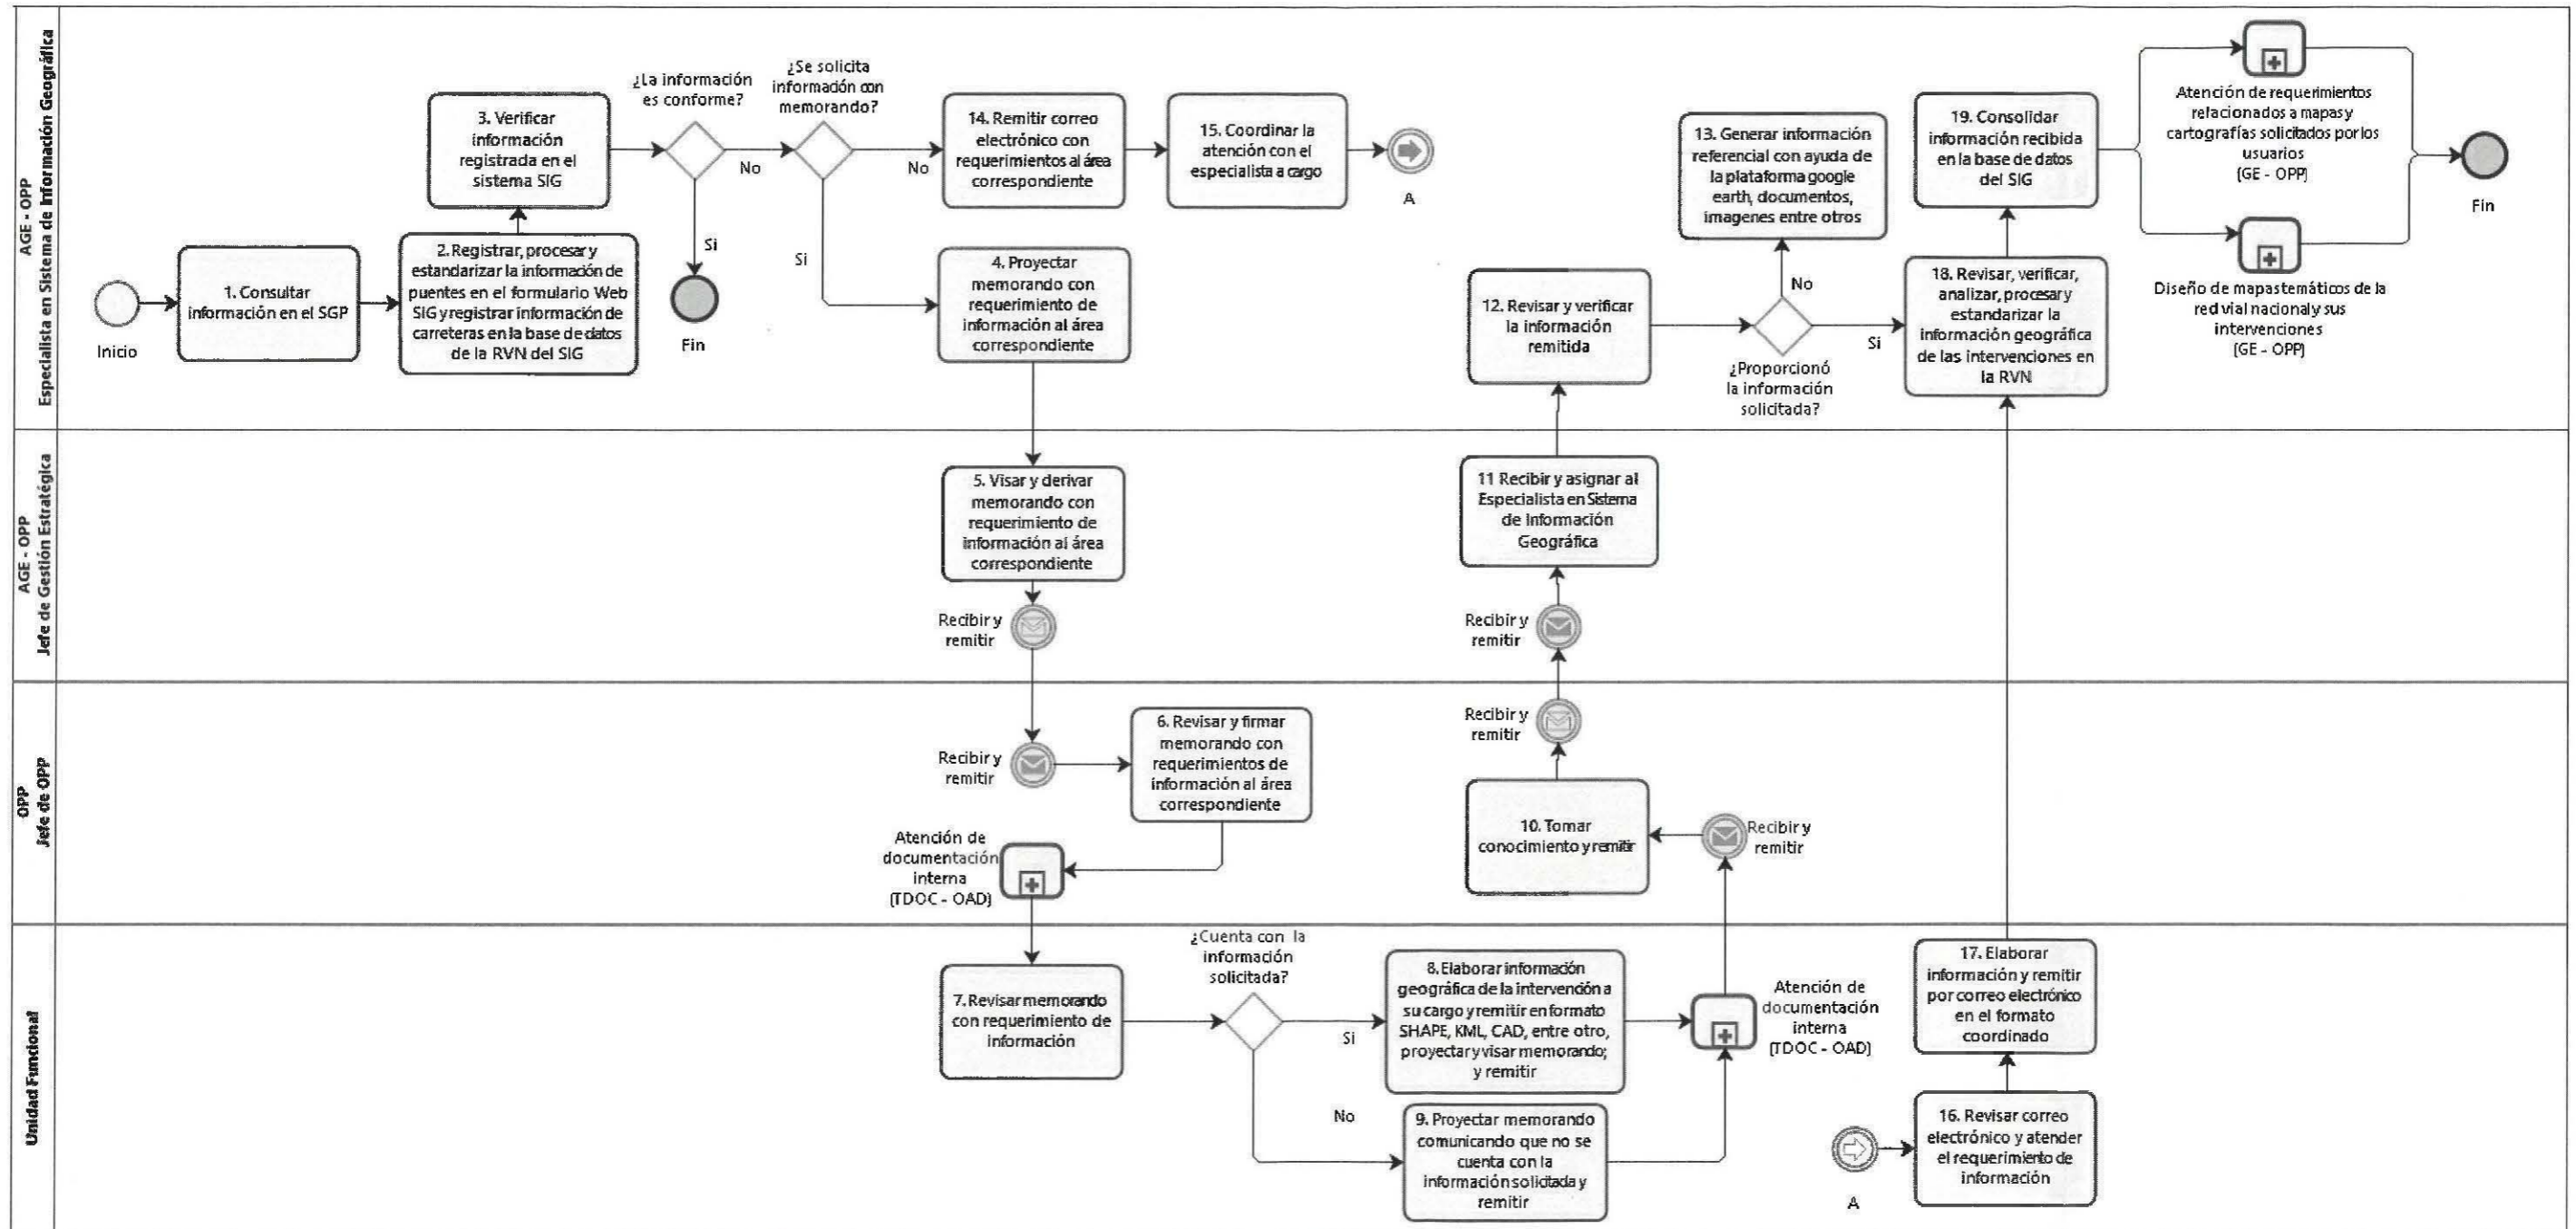 AGE - OPP
Especialista en Sistema de Información Geográfica
Inicio
1. Consultar
información en el SGP
2. Registrar, procesar y
estandarizar la información de
puentes en el formulario Web
SIG y registrar información de
carreteras en la base de datos
de la RVN del SIG
3. Verificar
información
registrada en el
sistema SIG
¿La información
es conforme?
No
Si
Fin
¿Se solicita
información con
memorando?
No
Si
14. Remitir correo
electrónico con
requerimientos al área
correspondiente
15. Coordinar la
atención con el
especialista a cargo
A
4. Proyectar
memorando con
requerimiento de
información al área
correspondiente
12. Revisar y verificar
la información
remitida
13. Generar información
referencial con ayuda de
la plataforma google
earth, documentos,
imagenes entre otros
No
Si
¿Proporcionó
la información
solicitada?
19. Consolidar
información recibida
en la base de datos
del SIG
18. Revisar, verificar,
analizar, procesar y
estandarizar la
información geográfica
de las intervenciones en
la RVN
Atención de requerimientos
relacionados a mapas y
cartografías solicitados por los
usuarios
(GE - OPP)
Diseño de mapas temáticos de la
red vial nacional y sus
intervenciones
(GE - OPP)
Fin
AGE - OPP
Jefe de Gestión Estratégica
5. Visar y derivar
memorando con
requerimiento de
información al área
correspondiente
Recibir y
remitir
11 Recibir y asignar al
Especialista en Sistema
de Información
Geográfica
Recibir y
remitir
OPP
Jefe de OPP
Recibir y
remitir
6. Revisar y firmar
memorando con
requerimientos de
información al área
correspondiente
Atención de
documentación
interna
(TDOC - OAD)
Recibir y
remitir
10. Tomar
conocimiento y remitir
Recibir y
remitir
Unidad Funcional
7. Revisar memorando
con requerimiento de
información
¿Cuenta con la
información
solicitada?
Si
No
8. Elaborar información
geográfica de la intervención a
su cargo y remitir en formato
SHAPE, KML, CAD, entre otro,
proyectar y visar memorando;
y remitir
9. Proyectar memorando
comunicando que no se
cuenta con la
información solicitada y
remitir
Atención de
documentación
interna
(TDOC - OAD)
17. Elaborar
información y remitir
por correo electrónico
en el formato
coordinado
A
16. Revisar correo
electrónico y atender
el requerimiento de
información